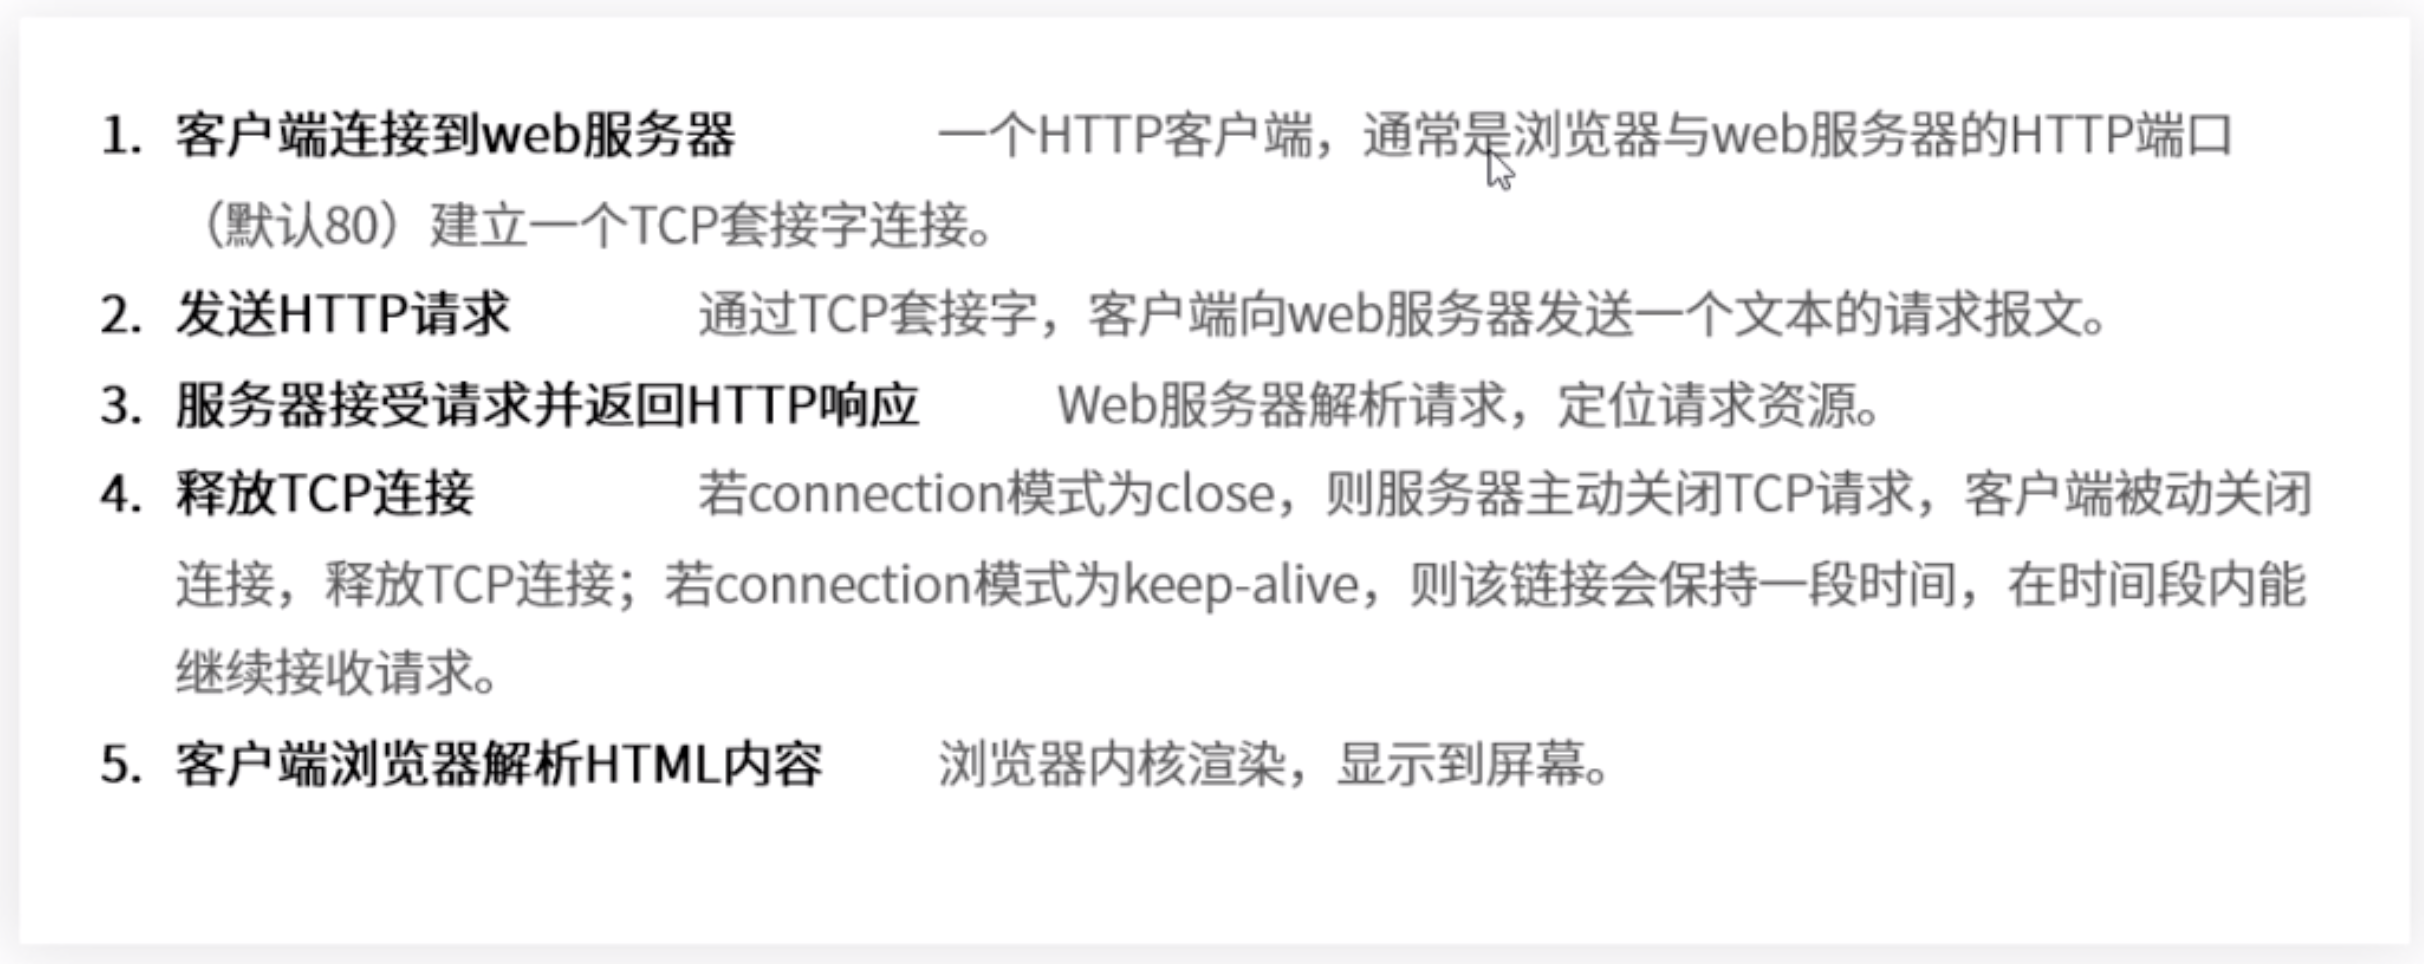 1. 客户端连接到web服务器 一个HTTP客户端，通常是浏览器与web服务器的HTTP端口
（默认80）建立一个TCP套接字连接。
2. 发送HTTP请求 通过TCP套接字，客户端向web服务器发送一个文本的请求报文。
3. 服务器接受请求并返回HTTP响应 Web服务器解析请求，定位请求资源。
4. 释放TCP连接 若connection模式为close，则服务器主动关闭TCP请求，客户端被动关闭
连接，释放TCP连接；若connection模式为keep-alive，则该链接会保持一段时间，在时间段内能
继续接收请求。
5. 客户端浏览器解析HTML内容 浏览器内核渲染，显示到屏幕。